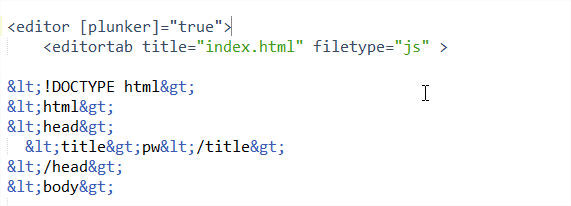 <editor [plunker]="true">
    <editortab title="index.html" filetype="js" >

&lt;!DOCTYPE html&gt;
&lt;html&gt;
&lt;head&gt;
  &lt;title&gt;pw&lt;/title&gt;
&lt;/head&gt;
&lt;body&gt;